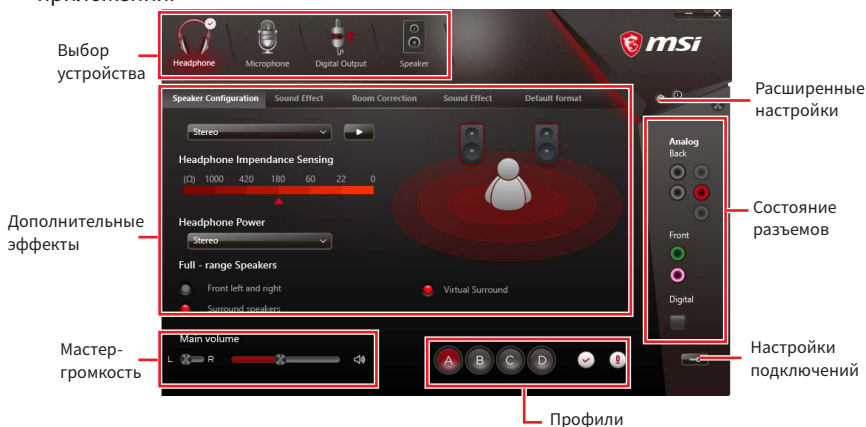 приложении.
Выбор
устройства
Headphone
Microphone
Digital Output
Speaker
msi
Speaker Configuration
Sound Effect
Room Correction
Sound Effect
Default format
Расширенные
настройки
Stereo
Headphone Impendance Sensing
(Ω) 1000 420 180 60 22 0
Headphone Power
Stereo
Full - range Speakers
Front left and right
Surround speakers
Virtual Surround
Дополнительные
эффекты
Analog
Back
Front
Digital
Состояние
разъемов
Main volume
L R
Мастер-
громкость
A B C D
Настройки
подключений
Профили